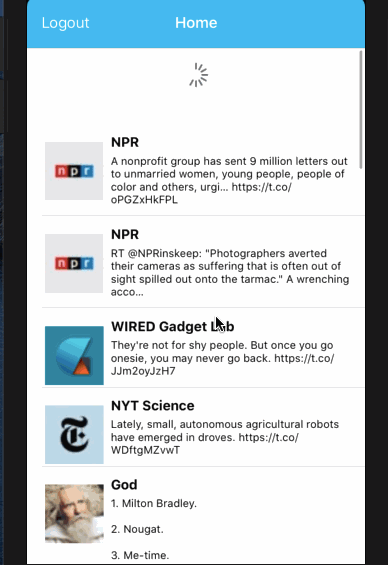 Logout
Home
npr
NPR
A nonprofit group has sent 9 million letters out
to unmarried women, young people, people of
color and others, urgi... https://t.co/
oPGZxHkFPL
npr
NPR
RT @NPRinskeep: "Photographers averted
their cameras as suffering that is often out of
sight spilled out onto the tarmac." A wrenching
acco...
WIRED Gadget Lab
They're not for shy people. But once you go
onesie, you may never go back. https://t.co/
JJm2oyJzH7
NYT Science
Lately, small, autonomous agricultural robots
have emerged in droves. https://t.co/
WDftgMZvwT
God
1. Milton Bradley.
2. Nougat.
3. Me-time.